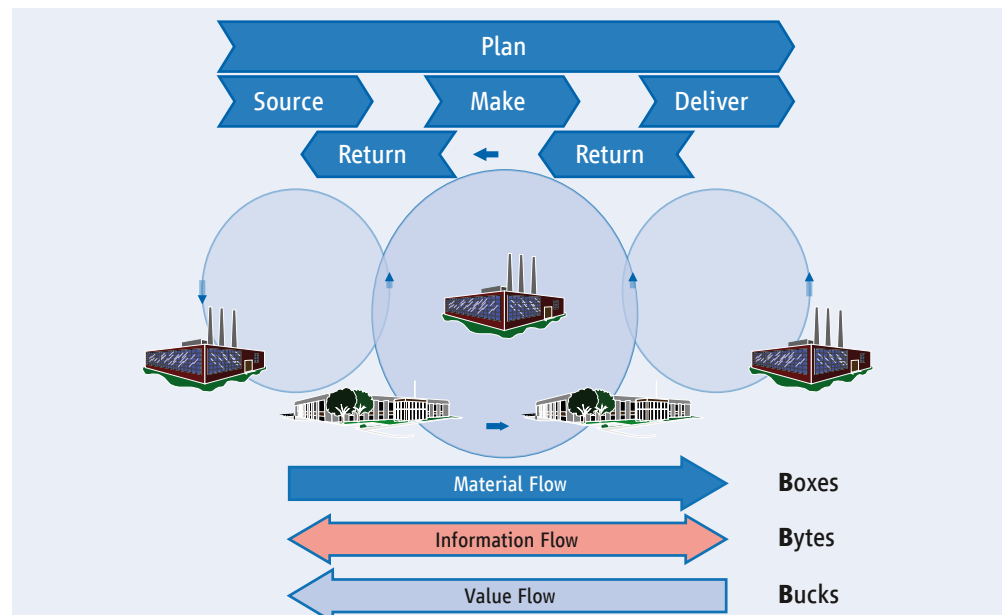 Plan
Source Make Deliver
Return Return
Material Flow Boxes
Information Flow Bytes
Value Flow Bucks